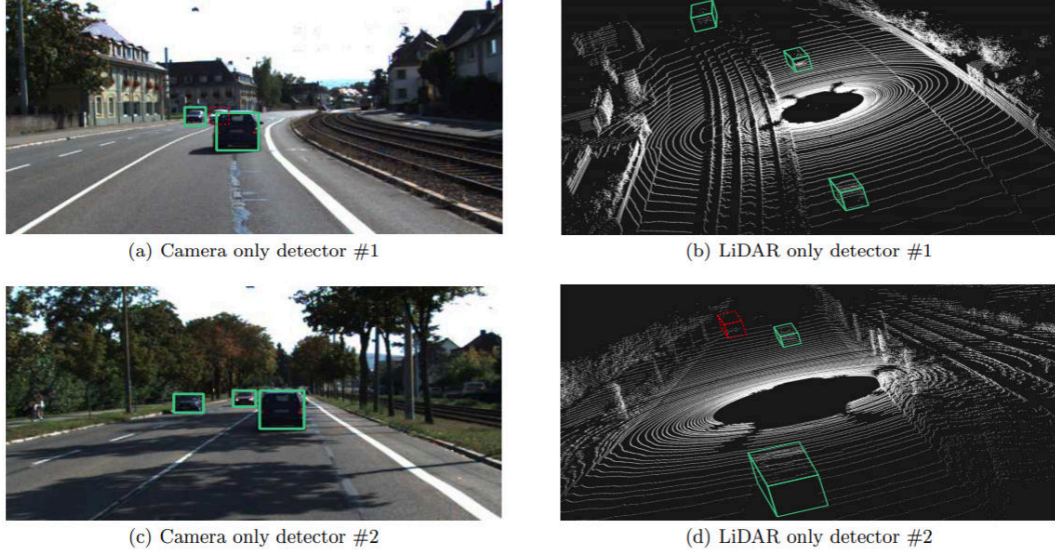 (a) Camera only detector #1
(b) LiDAR only detector #1
(c) Camera only detector #2
(d) LiDAR only detector #2